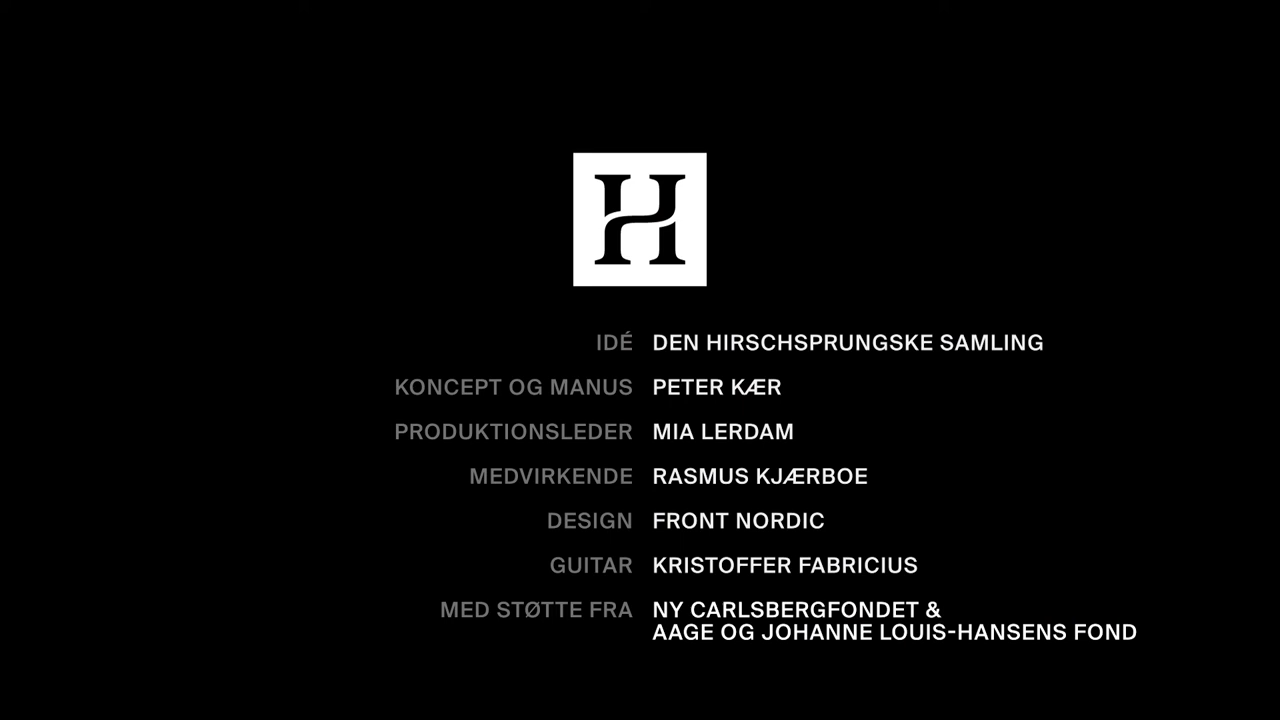 H
IDÉ DEN HIRSCHSPRUNGSKE SAMLING
KONCEPT OG MANUS PETER KÆR
PRODUKTIONSLEDER MIA LERDAM
MEDVIRKENDE RASMUS KJÆRBOE
DESIGN FRONT NORDIC
GUITAR KRISTOFFER FABRICIUS
MED STØTTE FRA NY CARLSBERGFONDET &
AAGE OG JOHANNE LOUIS-HANSENS FOND